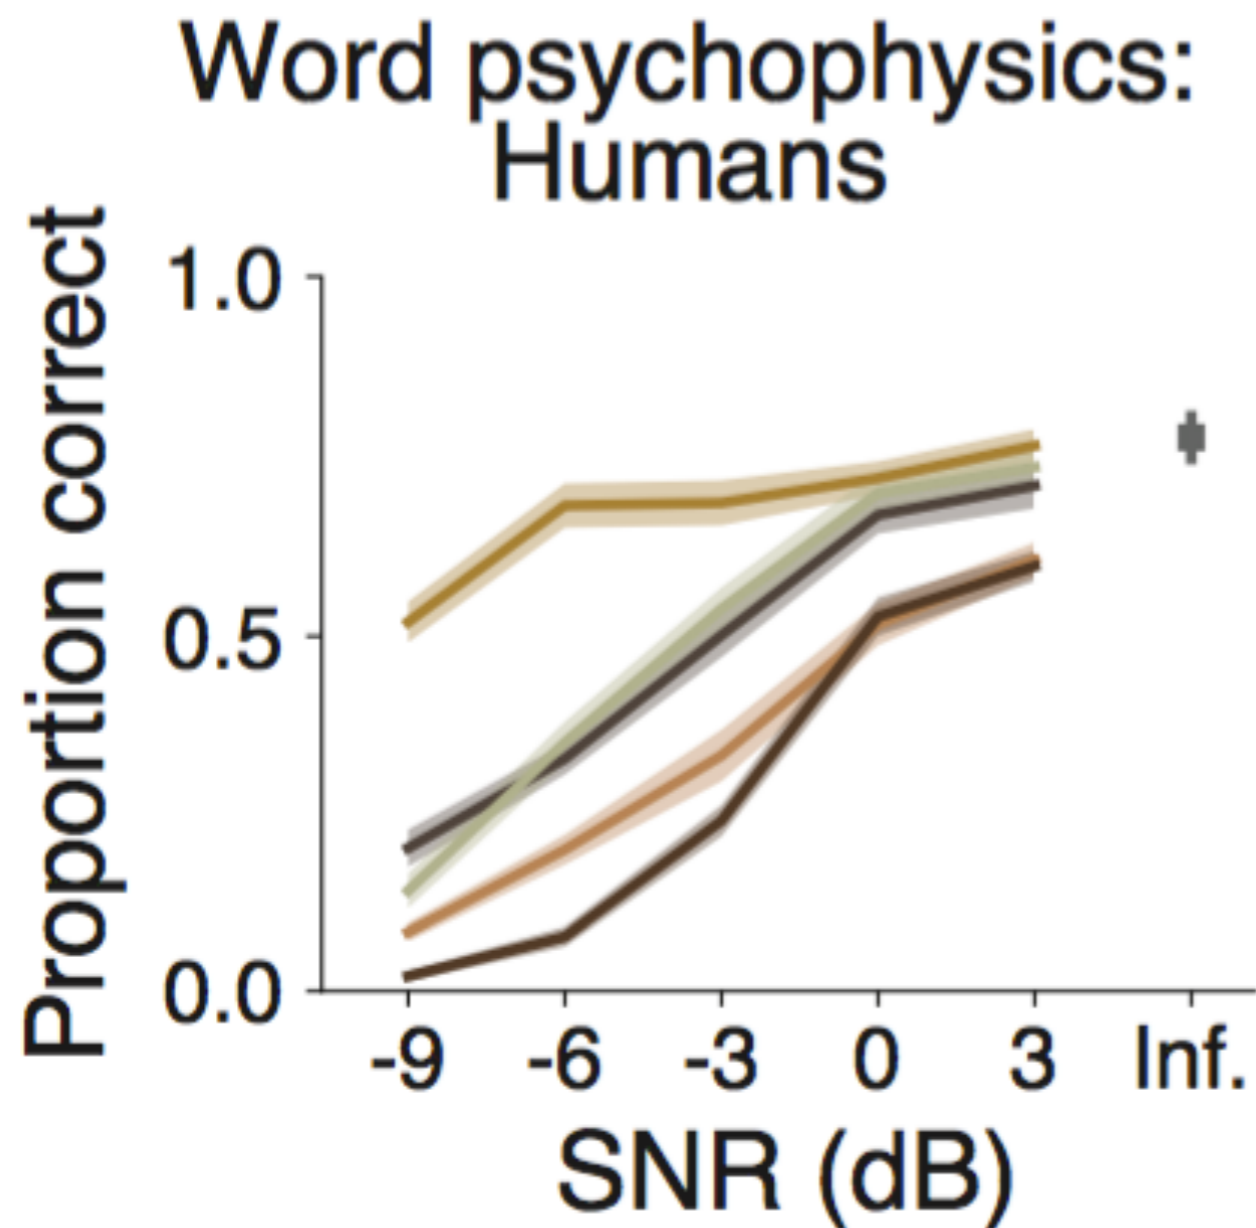 Word psychophysics:
Humans
Proportion correct
1.0
0.5
0.0
-9 -6 -3 0 3 Inf.
SNR (dB)